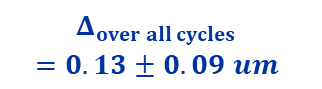 Δover all cycles
= 0.13 ± 0.09 um